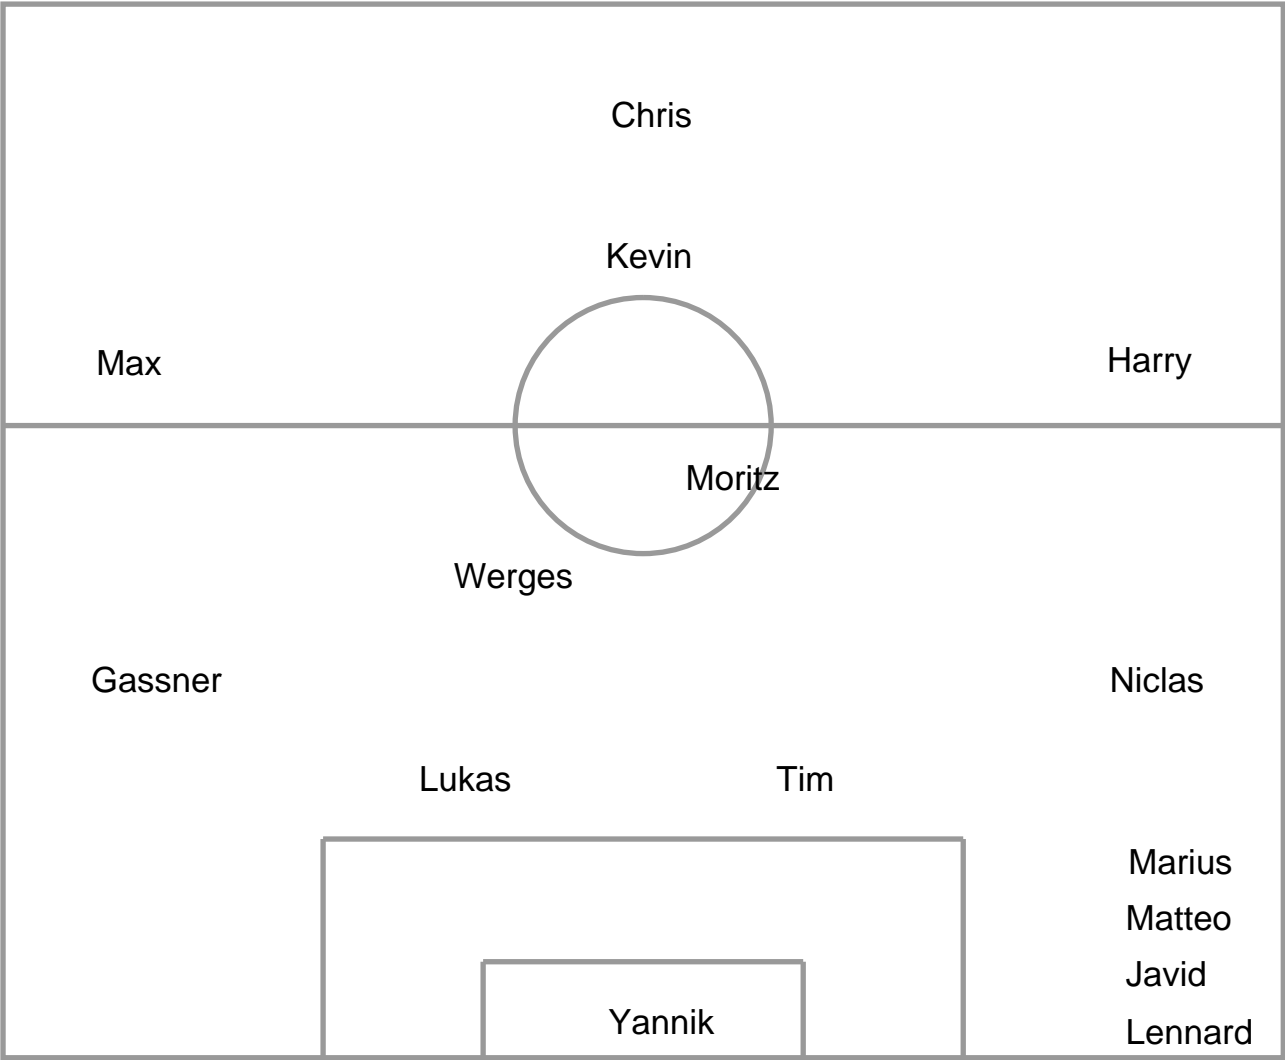 Chris
Kevin
Max
Harry
Moritz
Werges
Gassner
Niclas
Lukas
Tim
Marius
Matteo
Javid
Yannik
Lennard